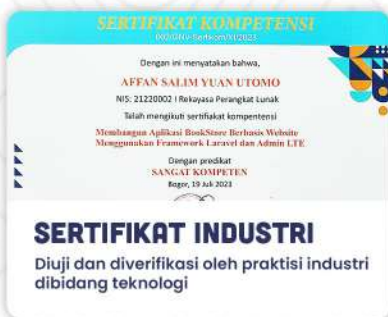 SERTIFIKAT KOMPETENSI
Dengan ini menyatakan bahwa,
AFFAN SALIM YUAN UTOMO
NIS: 21220002 | Rekayasa Perangkat Lunak
Telah mengikuti sertifiakat kompentensi
Membangun Aplikasi BookStore Berbasis Website
Menggunakan Framework Laravel dan Admin LTE
Dengan predikat
SANGAT KOMPETEN
Bogor, 19 Juli 2023
SERTIFIKAT INDUSTRI
Diuji dan diverifikasi oleh praktisi industri
dibidang teknologi